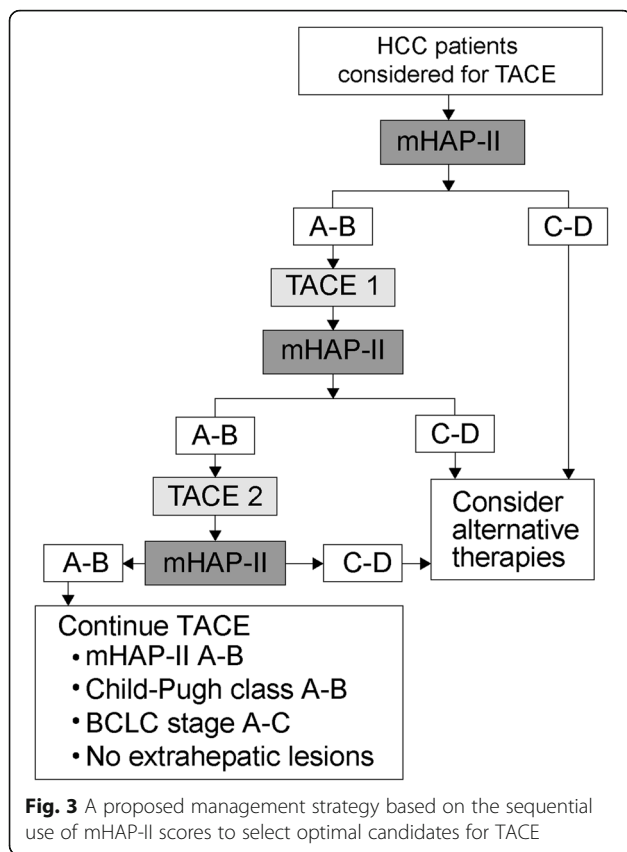 HCC patients
considered for TACE
mHAP-II
A-B
C-D
TACE 1
mHAP-II
A-B
C-D
TACE 2
Consider
alternative
therapies
A-B
mHAP-II
C-D
Continue TACE
• mHAP-II A-B
• Child-Pugh class A-B
• BCLC stage A-C
• No extrahepatic lesions
Fig. 3 A proposed management strategy based on the sequential
use of mHAP-II scores to select optimal candidates for TACE